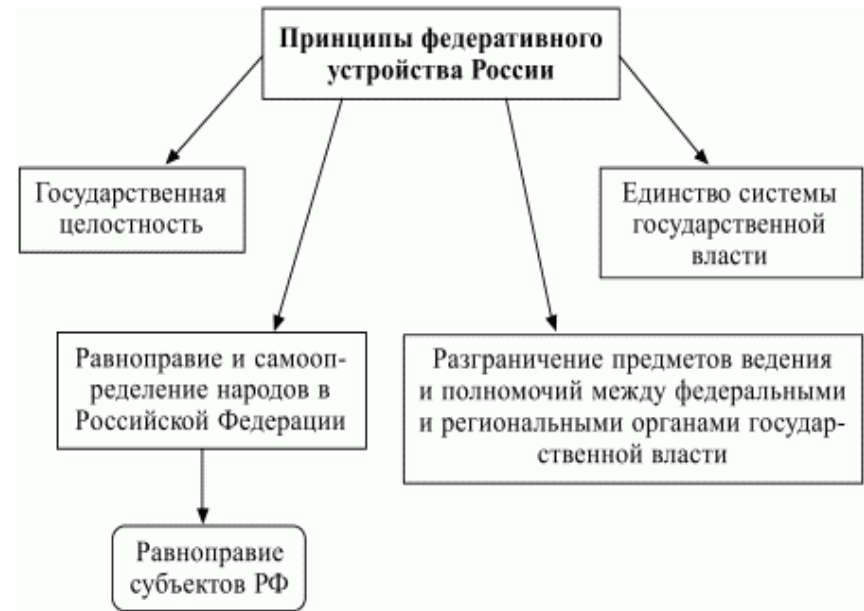 Принципы федеративного
устройства России
Государственная
целостность
Единство системы
государственной
власти
Равноправие и самооп-
ределение народов в
Российской Федерации
Разграничение предметов ведения
и полномочий между федеральными
и региональными органами государ-
ственной власти
Равноправие
субъектов РФ